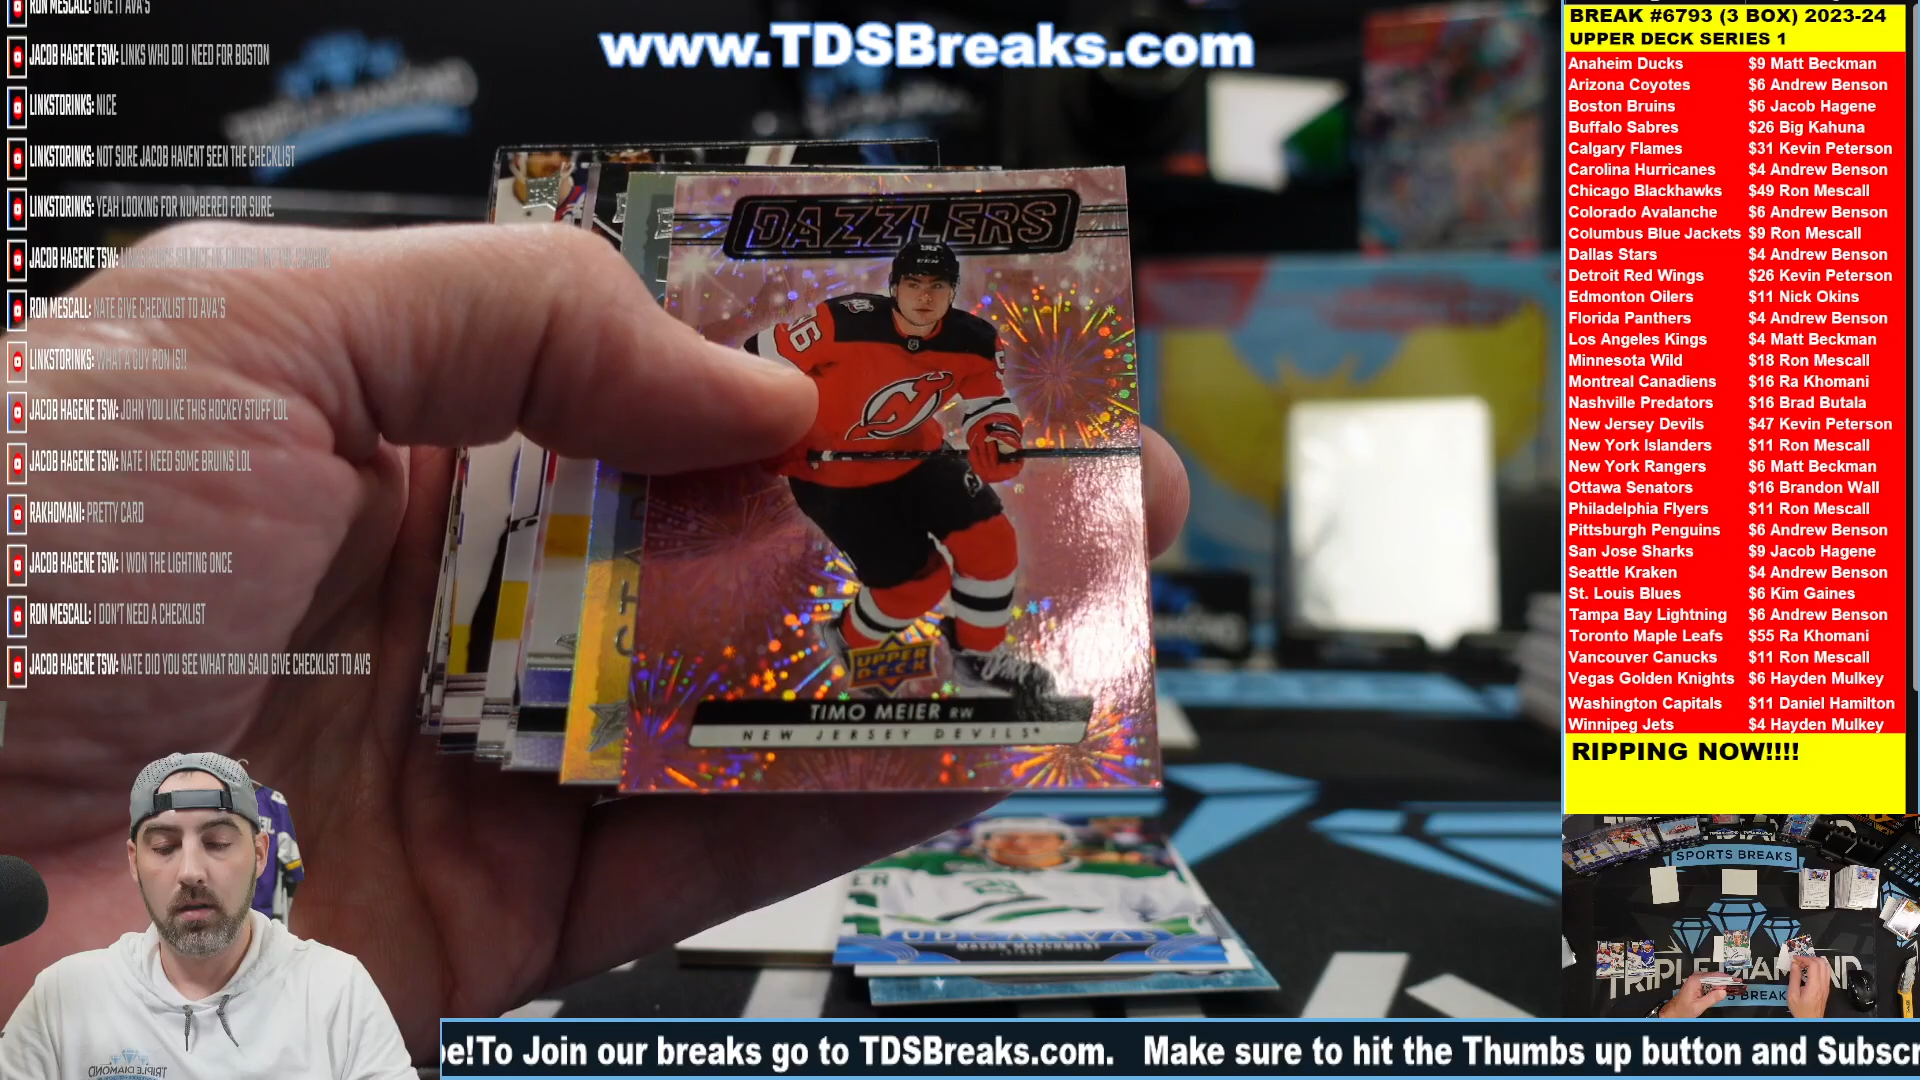 RON MESCALL: GIVE IT AVA'S
JACOB HAGENE TSW: LINKS WHO DO I NEED FOR BOSTON
LINKSTORINKS: NICE
LINKSTORINKS: NOT SURE JACOB HAVENT SEEN THE CHECKLIST
LINKSTORINKS: YEAH LOOKING FOR NUMBERED FOR SURE.
JACOB HAGENE TSW:
RON MESCALL: NATE GIVE CHECKLIST TO AVA'S
LINKSTORINKS: WHAT A GUY RON IS!!
JACOB HAGENE TSW: JOHN YOU LIKE THIS HOCKEY STUFF LOL
JACOB HAGENE TSW: NATE I NEED SOME BRUINS LOL
RAKHOMANI: PRETTY CARD
JACOB HAGENE TSW: I WON THE LIGHTING ONCE
RON MESCALL: I DON'T NEED A CHECKLIST
JACOB HAGENE TSW: NATE DID YOU SEE WHAT RON SAID GIVE CHECKLIST TO AVS
www.TDSBreaks.com
DAZZLERS
96
UPPER DECK
TIMO MEIER RW
NEW JERSEY DEVILS
UD CANVAS
BREAK #6793 (3 BOX) 2023-24
UPPER DECK SERIES 1
Anaheim Ducks $9 Matt Beckman
Arizona Coyotes $6 Andrew Benson
Boston Bruins $6 Jacob Hagene
Buffalo Sabres $26 Big Kahuna
Calgary Flames $31 Kevin Peterson
Carolina Hurricanes $4 Andrew Benson
Chicago Blackhawks $49 Ron Mescall
Colorado Avalanche $6 Andrew Benson
Columbus Blue Jackets $9 Ron Mescall
Dallas Stars $4 Andrew Benson
Detroit Red Wings $26 Kevin Peterson
Edmonton Oilers $11 Nick Okins
Florida Panthers $4 Andrew Benson
Los Angeles Kings $4 Matt Beckman
Minnesota Wild $18 Ron Mescall
Montreal Canadiens $16 Ra Khomani
Nashville Predators $16 Brad Butala
New Jersey Devils $47 Kevin Peterson
New York Islanders $11 Ron Mescall
New York Rangers $6 Matt Beckman
Ottawa Senators $16 Brandon Wall
Philadelphia Flyers $11 Ron Mescall
Pittsburgh Penguins $6 Andrew Benson
San Jose Sharks $9 Jacob Hagene
Seattle Kraken $4 Andrew Benson
St. Louis Blues $6 Kim Gaines
Tampa Bay Lightning $6 Andrew Benson
Toronto Maple Leafs $55 Ra Khomani
Vancouver Canucks $11 Ron Mescall
Vegas Golden Knights $6 Hayden Mulkey
Washington Capitals $11 Daniel Hamilton
Winnipeg Jets $4 Hayden Mulkey
RIPPING NOW!!!!
SPORTS BREAKS
TRIPLE DIAMOND
pe!To Join our breaks go to TDSBreaks.com. Make sure to hit the Thumbs up button and Subscr